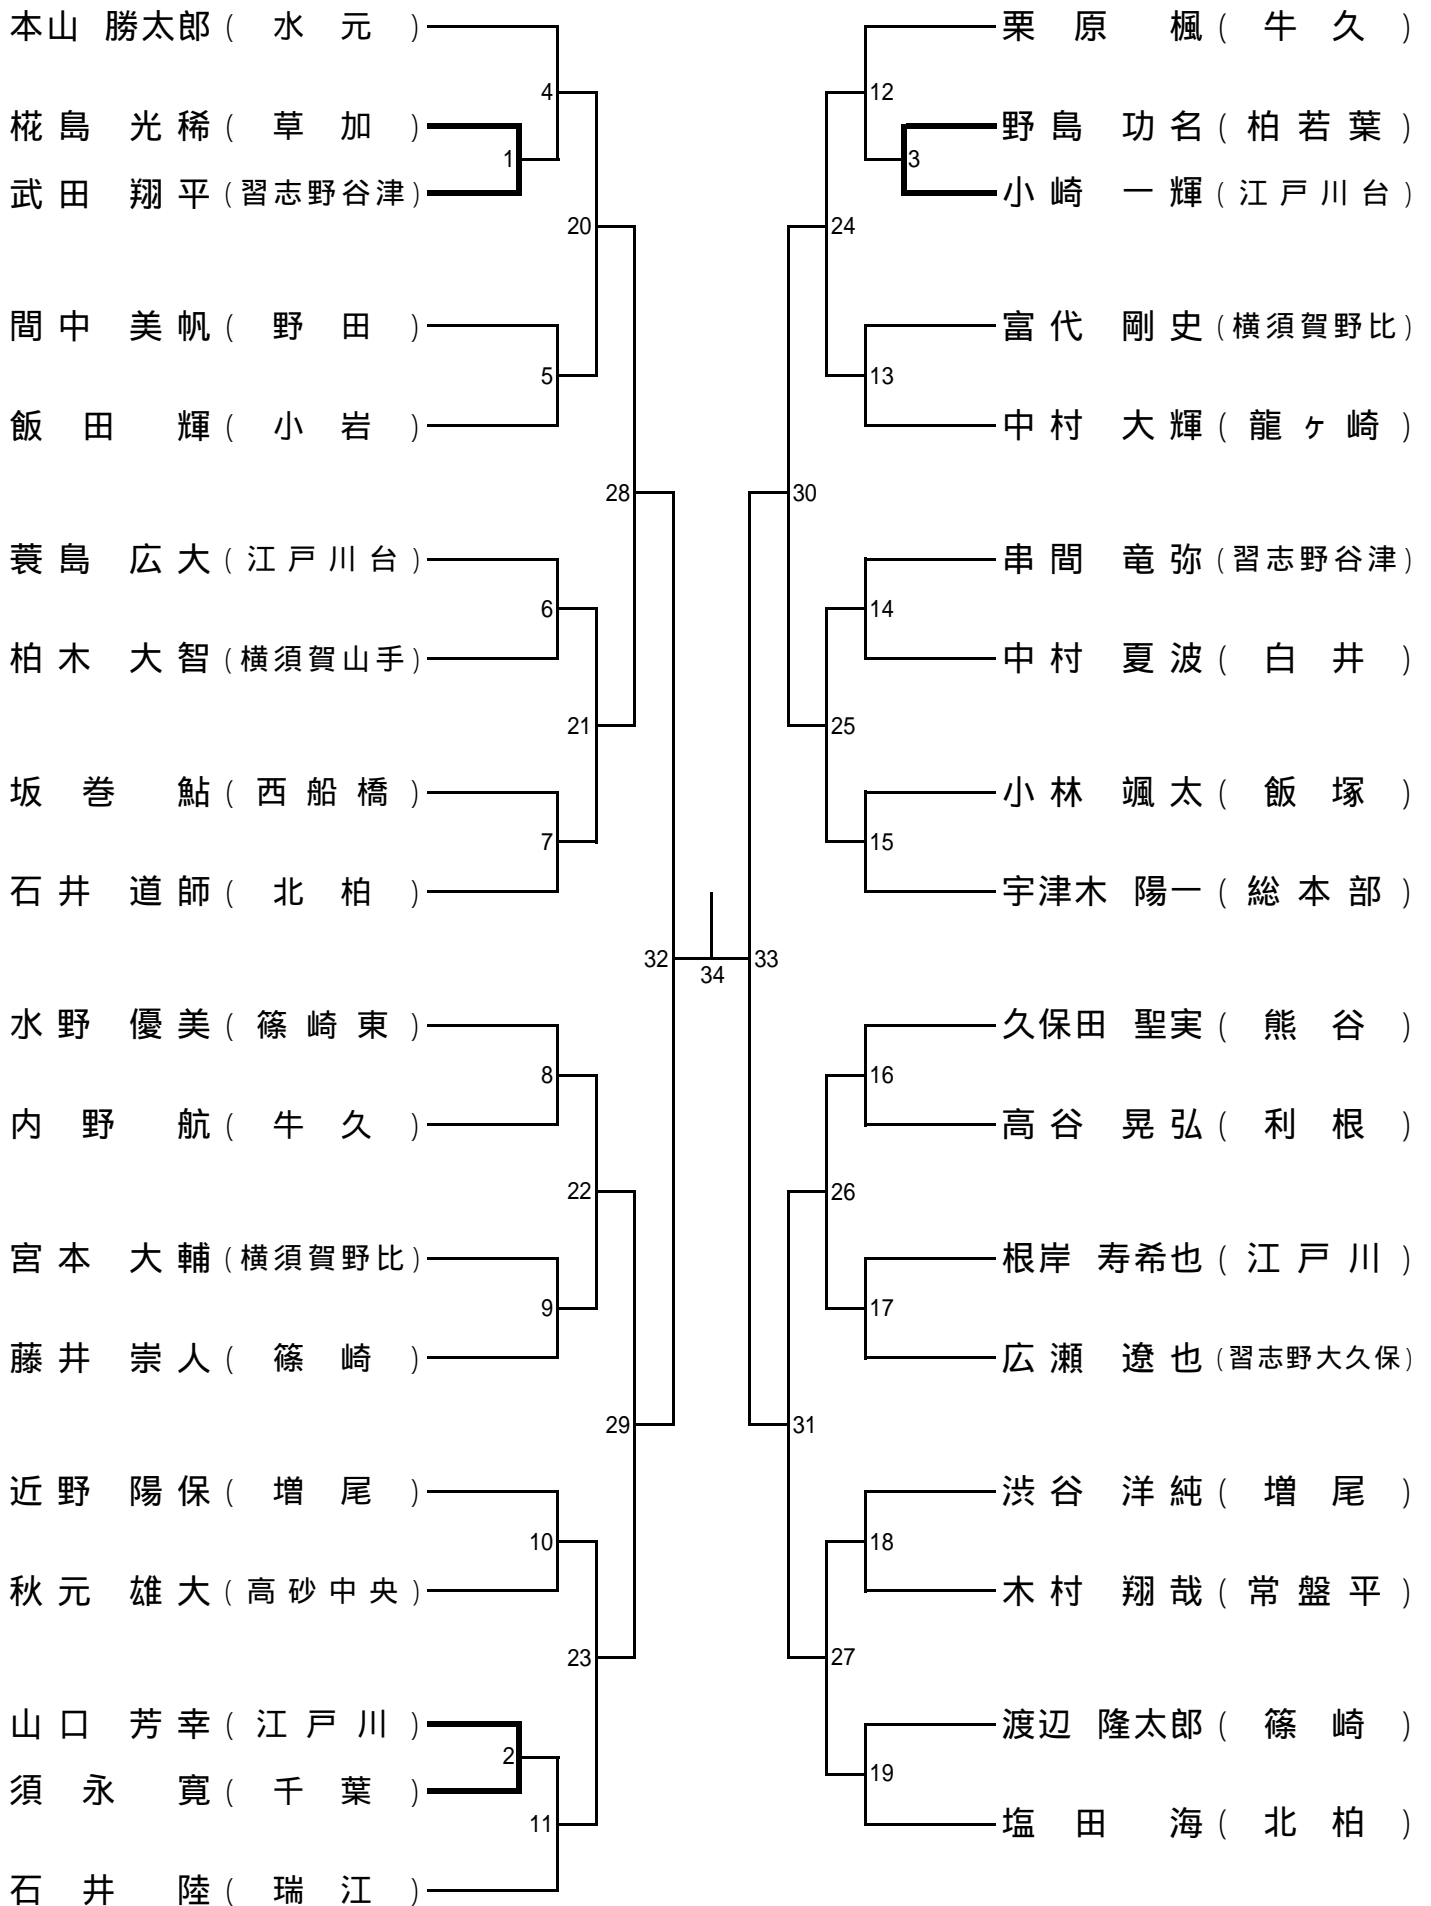 本山 勝太郎 ( 水元 )
4
椛島 光稀 ( 草加 )
1
武田 翔平 (習志野谷津)
20
間中 美帆 ( 野田 )
5
飯田 輝 ( 小岩 )
28
蓑島 広大 ( 江戸川台 )
6
柏木 大智 (横須賀山手)
21
坂巻 鮎 ( 西船橋 )
7
石井 道師 ( 北柏 )
32
水野 優美 ( 篠崎東 )
8
内野 航 ( 牛久 )
22
宮本 大輔 (横須賀野比)
9
藤井 崇人 ( 篠崎 )
29
近野 陽保 ( 増尾 )
10
秋元 雄大 ( 高砂中央 )
23
山口 芳幸 ( 江戸川 )
2
須永 寛 ( 千葉 )
11
石井 陸 ( 瑞江 )
34
栗原 楓 ( 牛久 )
12
野島 功名 ( 柏若葉 )
3
小崎 一輝 ( 江戸川台 )
24
富代 剛史 (横須賀野比)
13
中村 大輝 ( 龍ヶ崎 )
30
串間 竜弥 (習志野谷津)
14
中村 夏波 ( 白井 )
25
小林 颯太 ( 飯塚 )
15
宇津木 陽一 ( 総本部 )
33
久保田 聖実 ( 熊谷 )
16
高谷 晃弘 ( 利根 )
26
根岸 寿希也 ( 江戸川 )
17
広瀬 遼也 (習志野大久保)
31
渋谷 洋純 ( 増尾 )
18
木村 翔哉 ( 常盤平 )
27
渡辺 隆太郎 ( 篠崎 )
19
塩田 海 ( 北柏 )